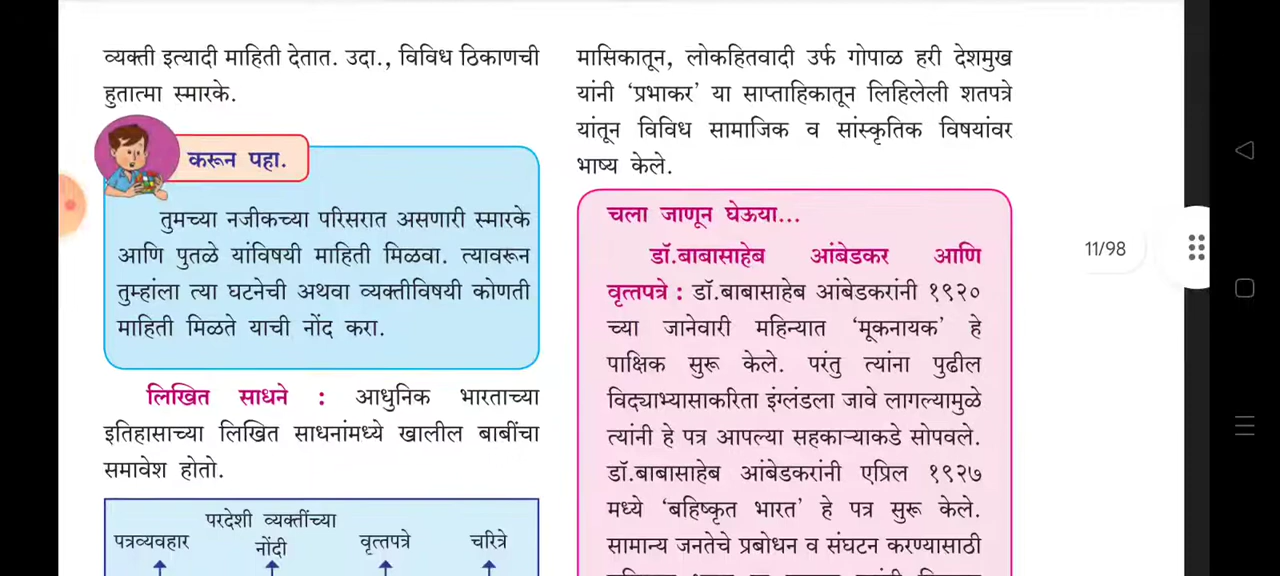 व्यक्ती इत्यादी माहिती देतात. उदा., विविध ठिकाणची
हुतात्मा स्मारके.
करून पहा.
तुमच्या नजीकच्या परिसरात असणारी स्मारके
आणि पुतळे यांविषयी माहिती मिळवा. त्यावरून
तुम्हांला त्या घटनेची अथवा व्यक्तीविषयी कोणती
माहिती मिळते याची नोंद करा.
लिखित साधने : आधुनिक भारताच्या
इतिहासाच्या लिखित साधनांमध्ये खालील बाबींचा
समावेश होतो.
परदेशी व्यक्तींच्या
पत्रव्यवहार नोंदी वृत्तपत्रे चरित्रे
मासिकातून, लोकहितवादी उर्फ गोपाळ हरी देशमुख
यांनी ‘प्रभाकर’ या साप्ताहिकातून लिहिलेली शतपत्रे
यांतून विविध सामाजिक व सांस्कृतिक विषयांवर
भाष्य केले.
चला जाणून घेऊया...
डॉ.बाबासाहेब आंबेडकर आणि
वृत्तपत्रे : डॉ.बाबासाहेब आंबेडकरांनी १९२०
च्या जानेवारी महिन्यात ‘मूकनायक’ हे
पाक्षिक सुरू केले. परंतु त्यांना पुढील
विद्याभ्यासाकरिता इंग्लंडला जावे लागल्यामुळे
त्यांनी हे पत्र आपल्या सहकाऱ्याकडे सोपवले.
डॉ.बाबासाहेब आंबेडकरांनी एप्रिल १९२७
मध्ये ‘बहिष्कृत भारत’ हे पत्र सुरू केले.
सामान्य जनतेचे प्रबोधन व संघटन करण्यासाठी
11/98